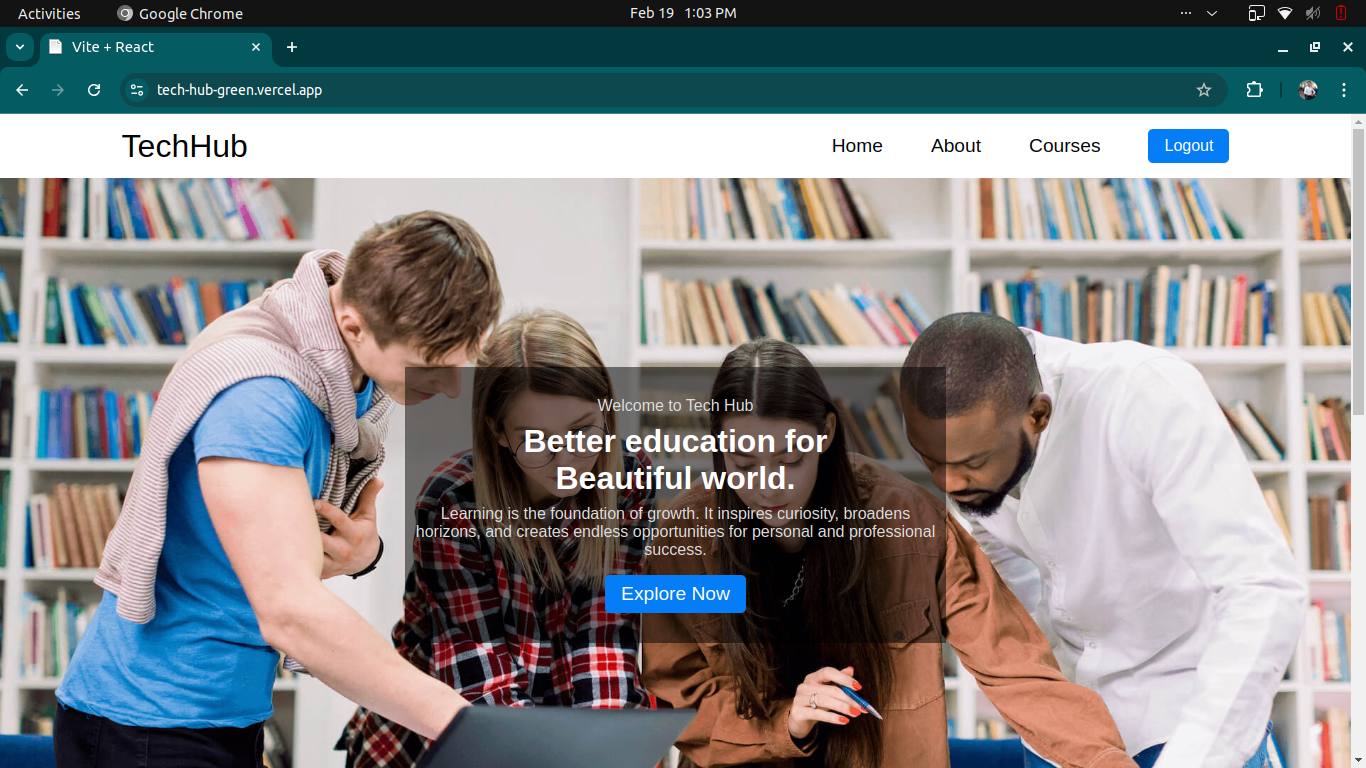 Activities
Google Chrome
Feb 19 1:03 PM
Vite + React
tech-hub-green.vercel.app
TechHub
Home
About
Courses
Logout
Welcome to Tech Hub
Better education for
Beautiful world.
Learning is the foundation of growth. It inspires curiosity, broadens
horizons, and creates endless opportunities for personal and professional
success.
Explore Now